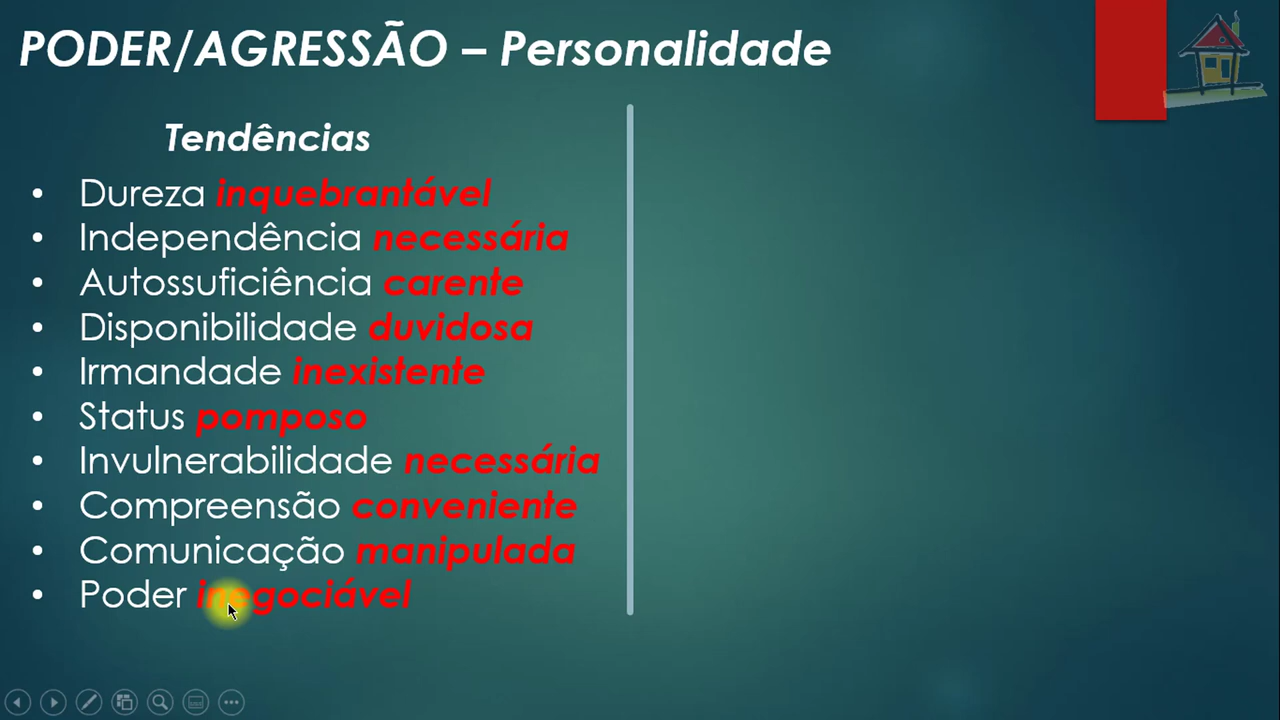 PODER/AGRESSÃO – Personalidade
Tendências
• Dureza inquebrantável
• Independência necessária
• Autossuficiência carente
• Disponibilidade duvidosa
• Irmandade inexistente
• Status pomposo
• Invulnerabilidade necessária
• Compreensão conveniente
• Comunicação manipulada
• Poder inegociável